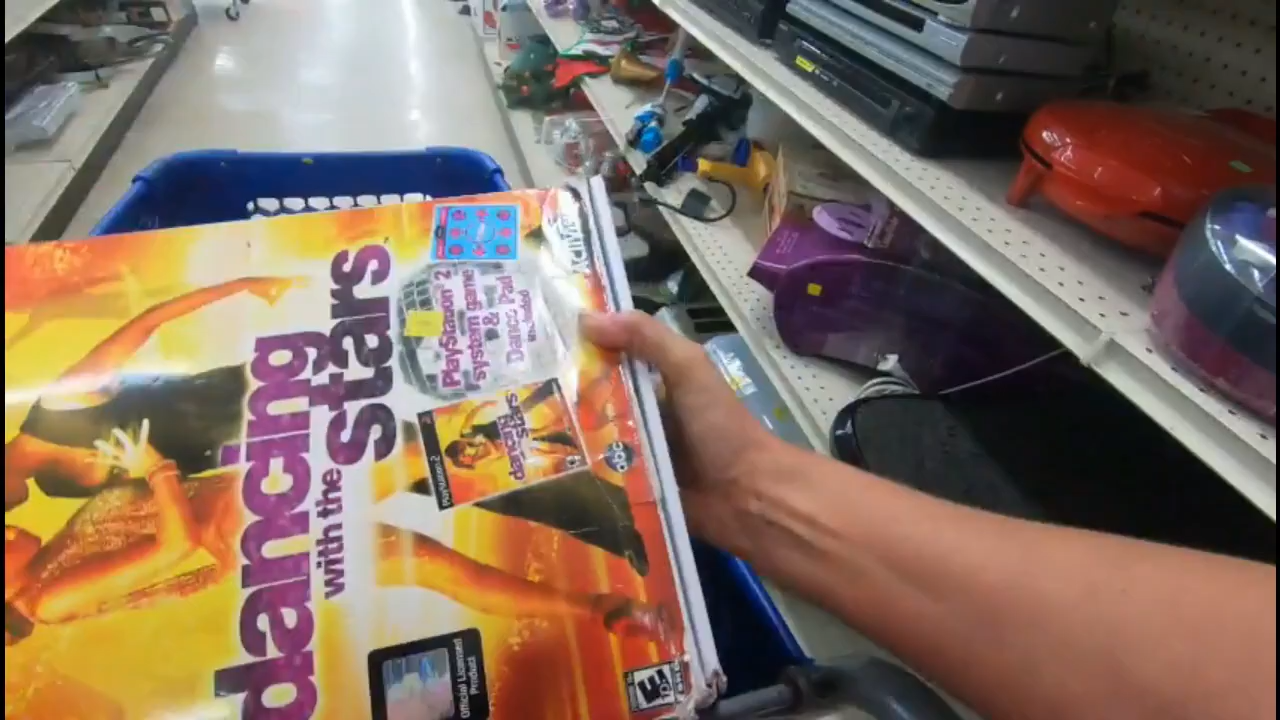 dancing
with the
stars
PlayStation 2
system game
&
Dance Pad
Included
PlayStation 2
dancing
with the
stars
abc
Official Licensed
Product
E